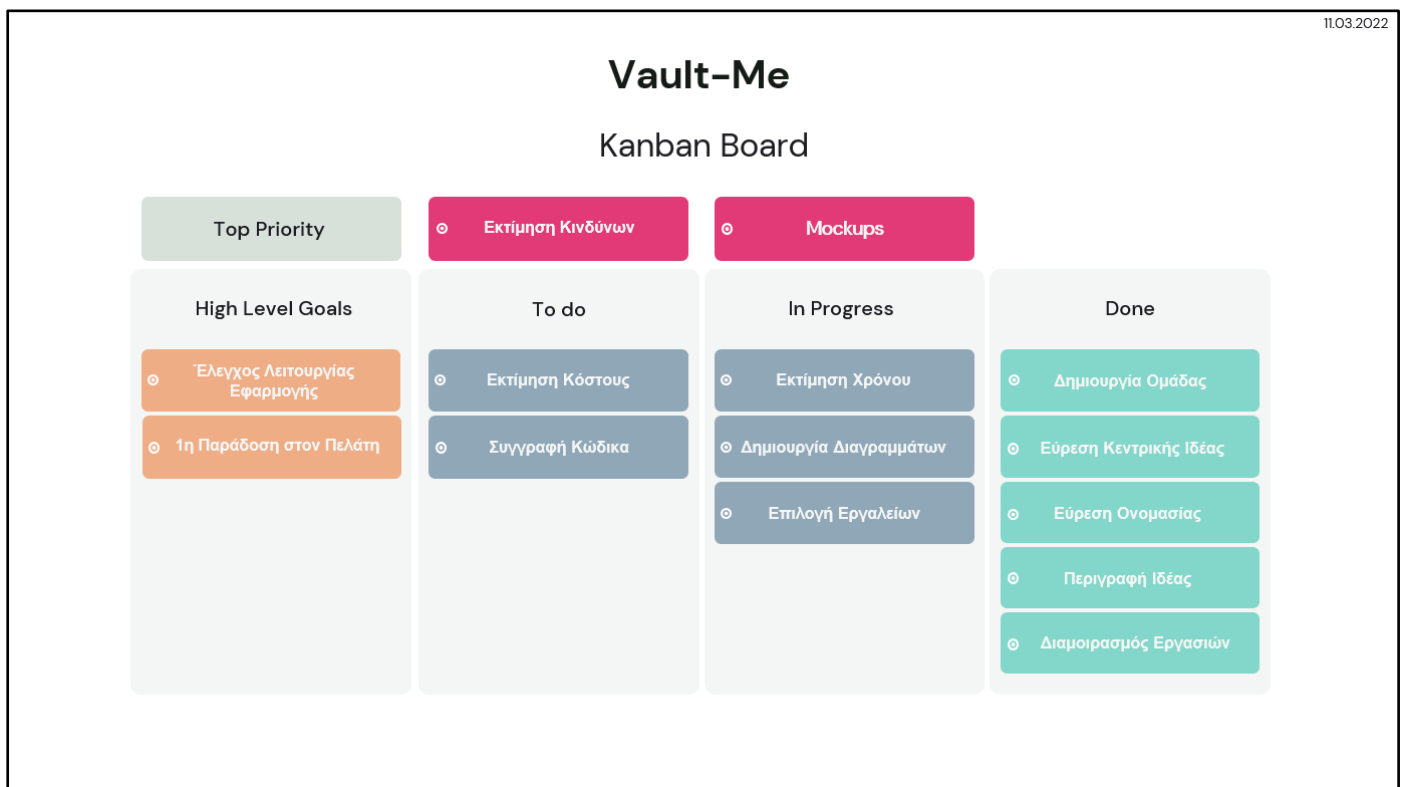 11.03.2022
Vault-Me
Kanban Board
Top Priority
Εκτίμηση Κινδύνων
Mockups
High Level Goals
Έλεγχος Λειτουργίας
Εφαρμογής
1η Παράδοση στον Πελάτη
To do
Εκτίμηση Κόστους
Συγγραφή Κώδικα
In Progress
Εκτίμηση Χρόνου
Δημιουργία Διαγραμμάτων
Επιλογή Εργαλείων
Done
Δημιουργία Ομάδας
Εύρεση Κεντρικής Ιδέας
Εύρεση Ονομασίας
Περιγραφή Ιδέας
Διαμοιρασμός Εργασιών